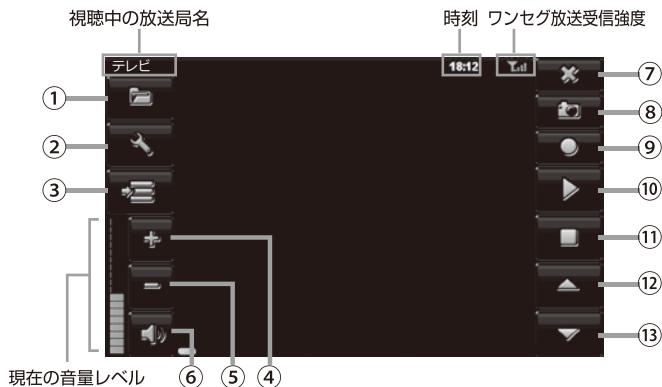 視聴中の放送局名
時刻
ワンセグ放送受信強度
テレビ
18:12
①
②
③
④
⑤
⑥
⑦
⑧
⑨
⑩
⑪
⑫
⑬
現在の音量レベル